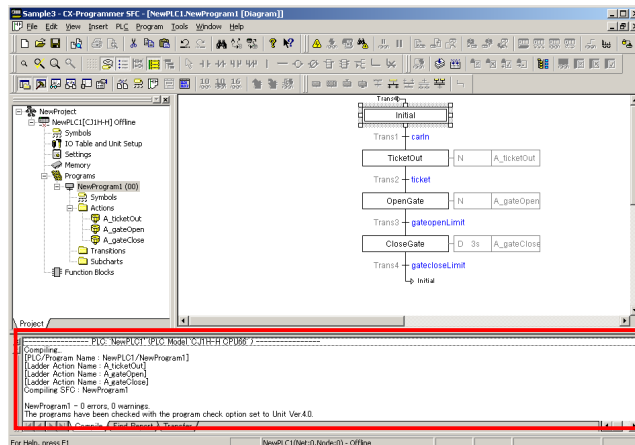 Sample3 - CX-Programmer SFC - [NewPLC1.NewProgram1 [Diagram]]
File Edit View Insert PLC Program Tools Window Help
10 10 16
NewProject
NewPLC1[CJ1H-H] Offline
Symbols
IO Table and Unit Setup
Settings
Memory
Programs
NewProgram1 (00)
Symbols
Actions
A_ticketOut
A_gateOpen
A_gateClose
Transitions
Subcharts
Function Blocks
Project
Initial
Trans1 carIn
TicketOut N A_ticketOut
Trans2 ticket
OpenGate N A_gateOpen
Trans3 gateopenLimit
CloseGate D 3s A_gateClose
Trans4 gatecloseLimit
Initial
---------------- PLC: 'NewPLC1' (PLC Model 'CJ1H-H CPU66') ----------------
Compiling...
[PLC/Program Name : NewPLC1/NewProgram1]
[Ladder Action Name : A_ticketOut]
[Ladder Action Name : A_gateOpen]
[Ladder Action Name : A_gateClose]
Compiling SFC : NewProgram1
NewProgram1 - 0 errors, 0 warnings.
The programs have been checked with the program check option set to Unit Ver.4.0.
Compile Find Report Transfer
For Help, press F1 NewPLC1(Net:0,Node:0) - Offline